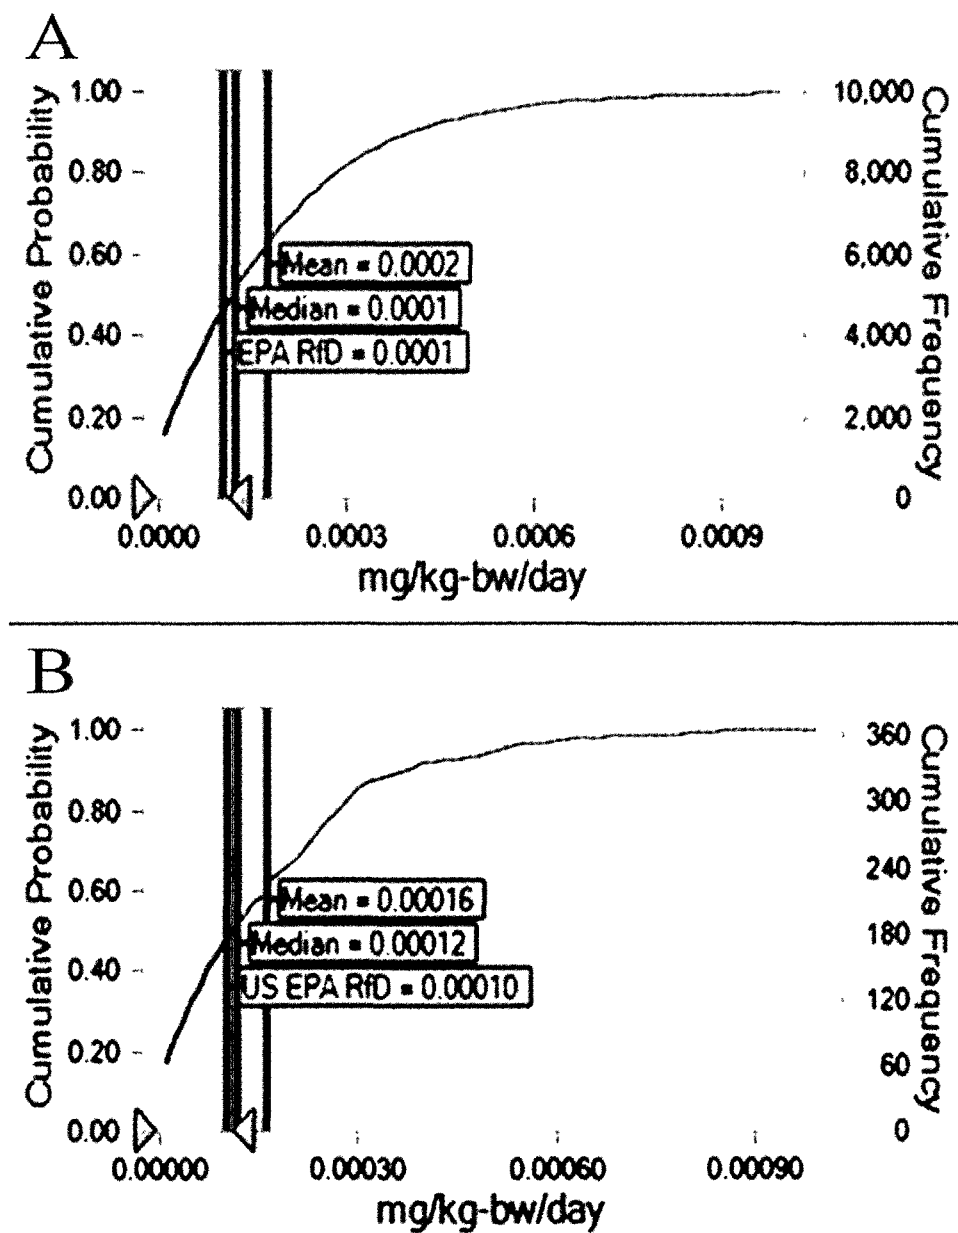 A
Cumulative Probability
1.00
0.80
0.60
0.40
0.20
0.00
10,000
8,000
6,000
4,000
2,000
0
Cumulative Frequency
Mean = 0.0002
Median = 0.0001
EPA RfD = 0.0001
0.0000 0.0003 0.0006 0.0009
mg/kg-bw/day
B
Cumulative Probability
1.00
0.80
0.60
0.40
0.20
0.00
360
300
240
180
120
60
0
Cumulative Frequency
Mean = 0.00016
Median = 0.00012
US EPA RfD = 0.00010
0.00000 0.00030 0.00060 0.00090
mg/kg-bw/day